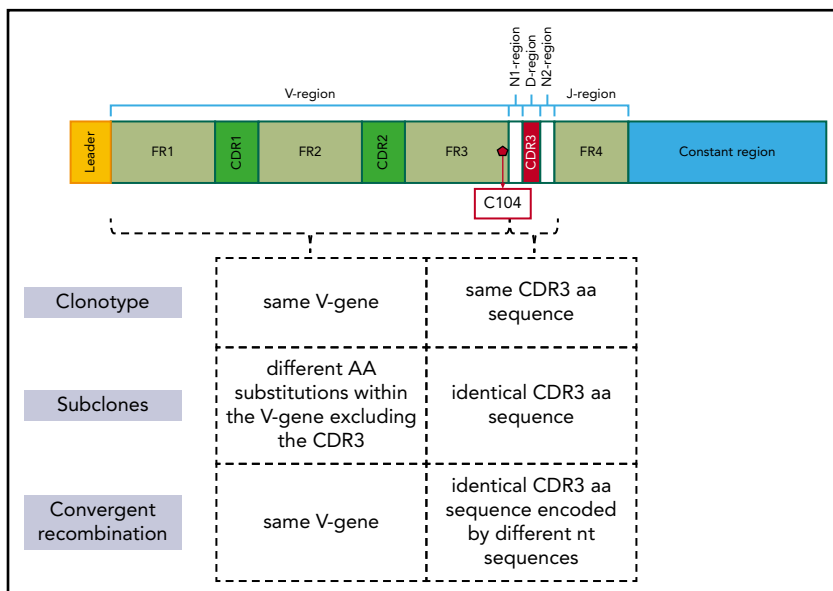 N1-region
D-region
N2-region
V-region
J-region
Leader
FR1
CDR1
FR2
CDR2
FR3
CDR3
FR4
Constant region
C104
Clonotype
same V-gene
same CDR3 aa
sequence
Subclones
different AA
substitutions within
the V-gene excluding
the CDR3
identical CDR3 aa
sequence
Convergent
recombination
same V-gene
identical CDR3 aa
sequence encoded
by different nt
sequences